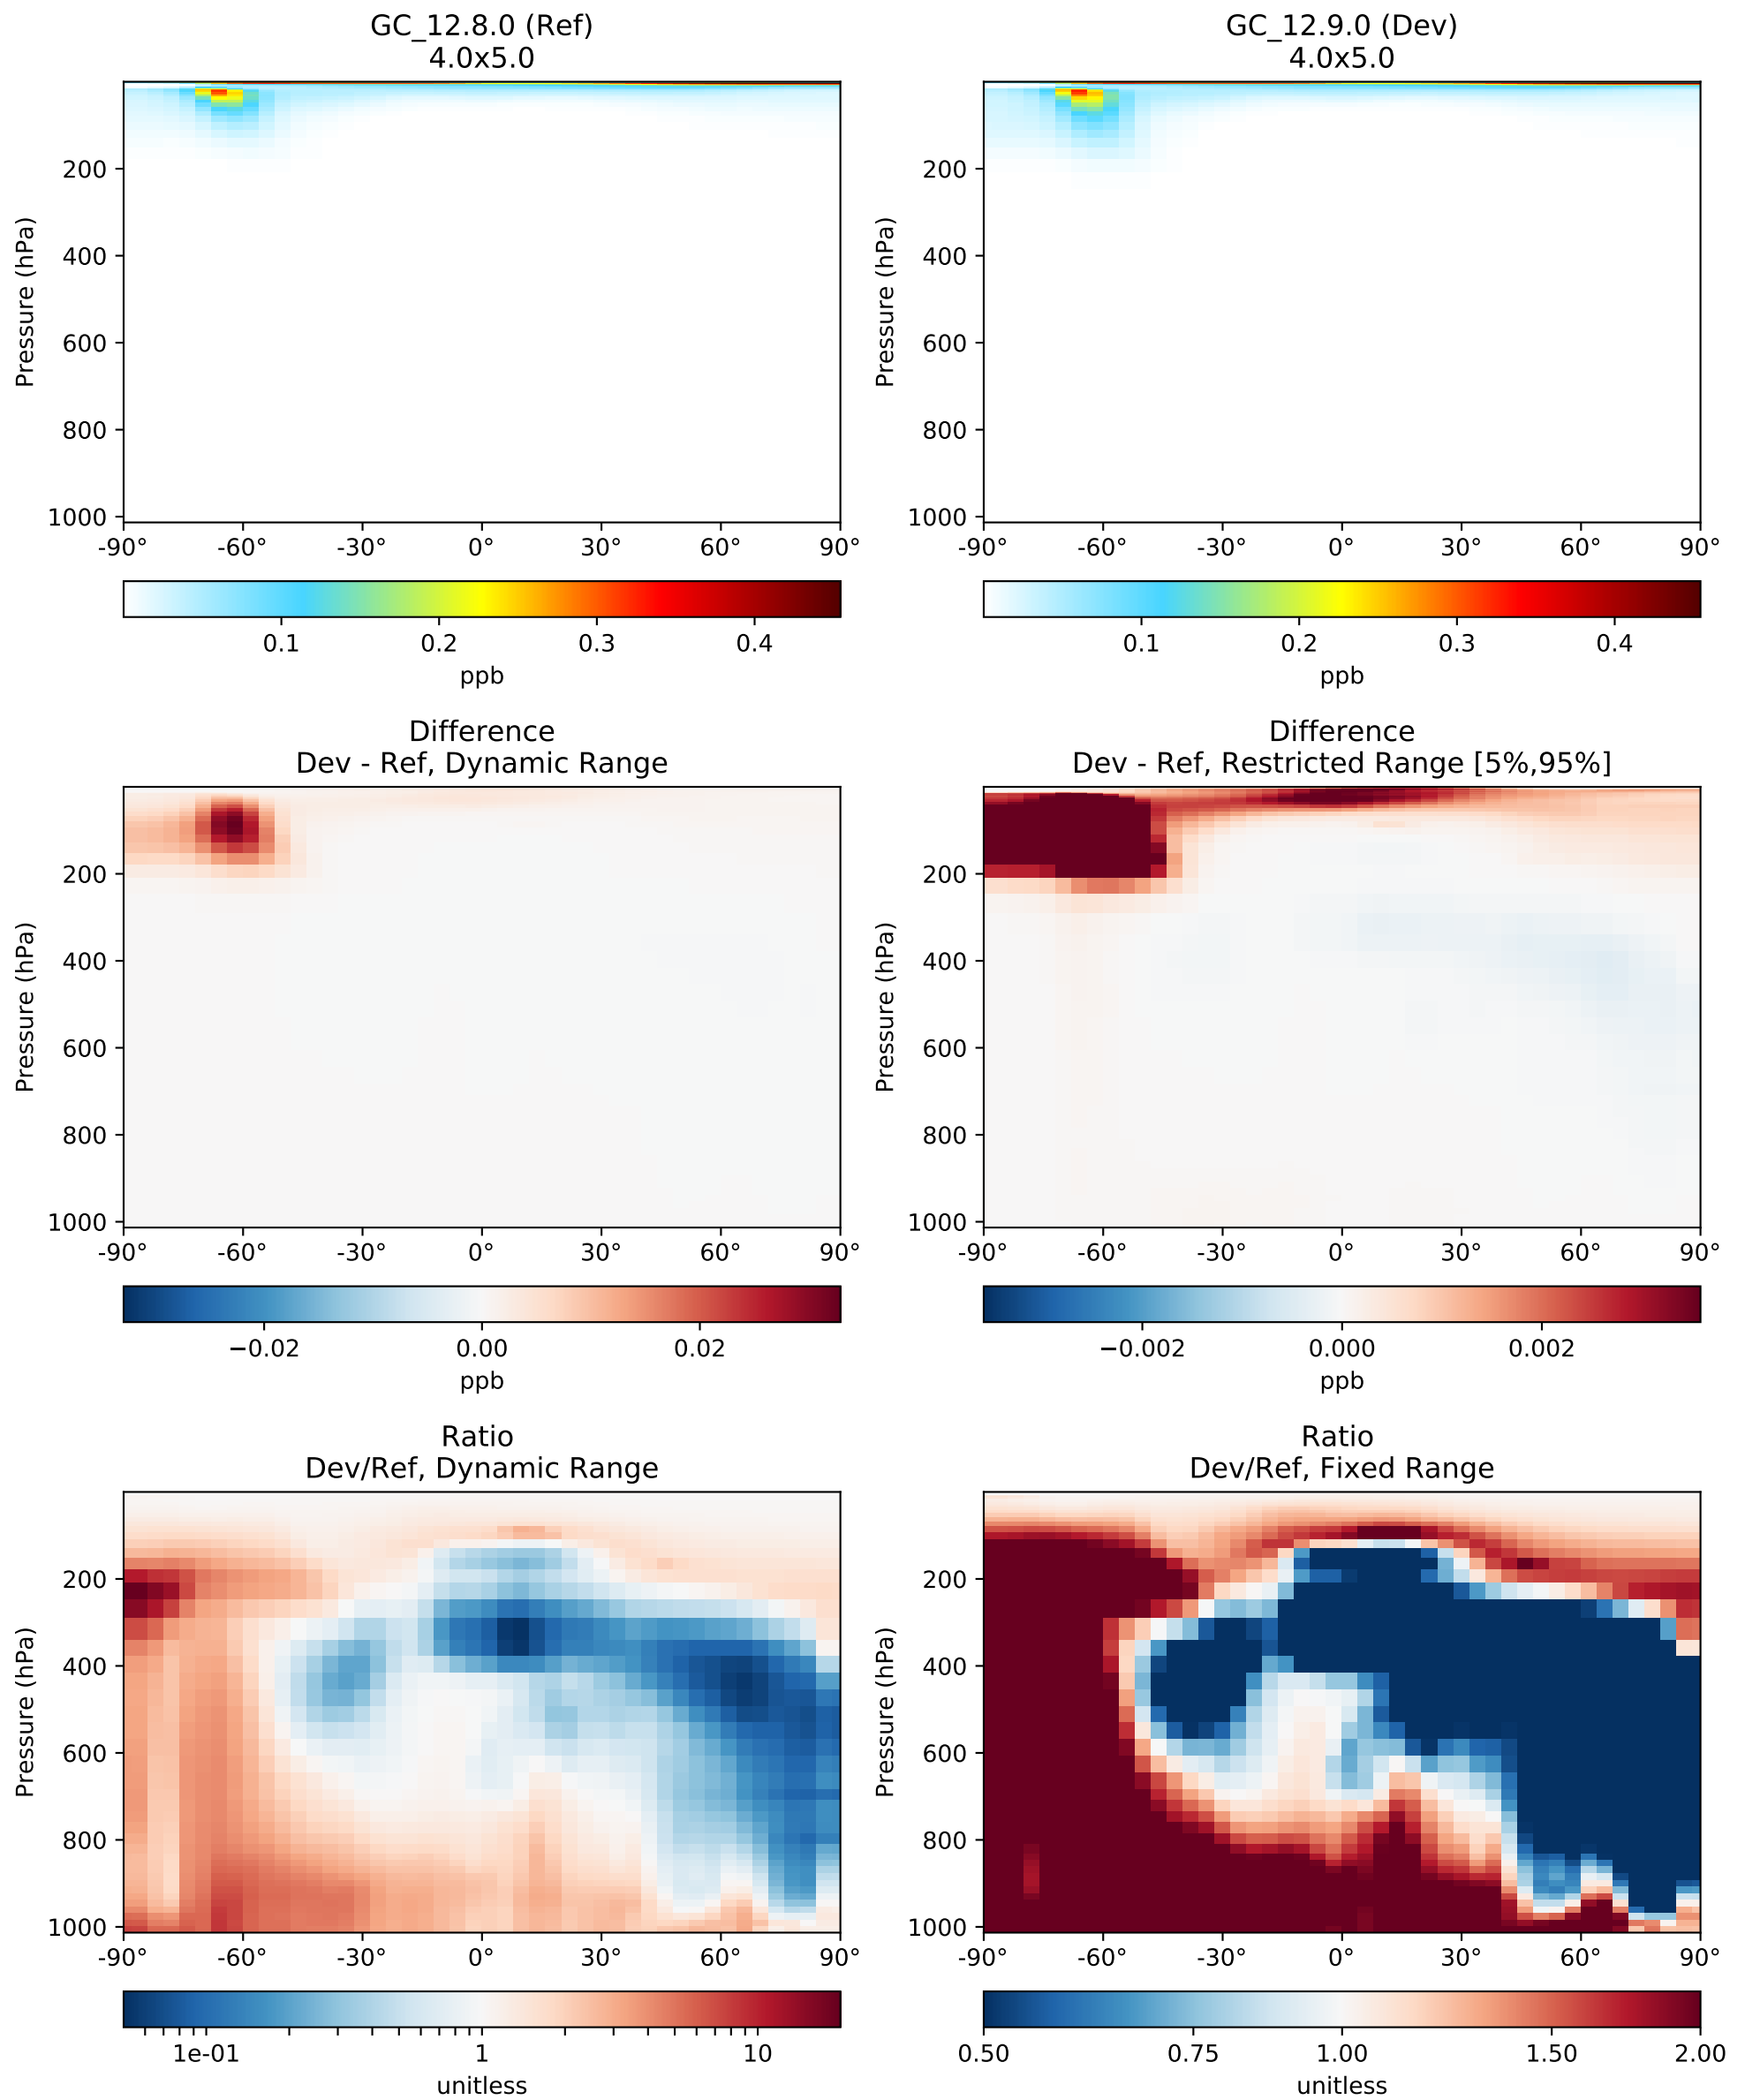 GC_12.8.0 (Ref)
4.0x5.0
Pressure (hPa)
200
400
600
800
1000
-90° -60° -30° 0° 30° 60° 90°
0.1 0.2 0.3 0.4
ppb
GC_12.9.0 (Dev)
4.0x5.0
Pressure (hPa)
200
400
600
800
1000
-90° -60° -30° 0° 30° 60° 90°
0.1 0.2 0.3 0.4
ppb
Difference
Dev - Ref, Dynamic Range
Pressure (hPa)
200
400
600
800
1000
-90° -60° -30° 0° 30° 60° 90°
−0.02 0.00 0.02
ppb
Difference
Dev - Ref, Restricted Range [5%,95%]
Pressure (hPa)
200
400
600
800
1000
-90° -60° -30° 0° 30° 60° 90°
−0.002 0.000 0.002
ppb
Ratio
Dev/Ref, Dynamic Range
Pressure (hPa)
200
400
600
800
1000
-90° -60° -30° 0° 30° 60° 90°
1e-01 1 10
unitless
Ratio
Dev/Ref, Fixed Range
Pressure (hPa)
200
400
600
800
1000
-90° -60° -30° 0° 30° 60° 90°
0.50 0.75 1.00 1.50 2.00
unitless